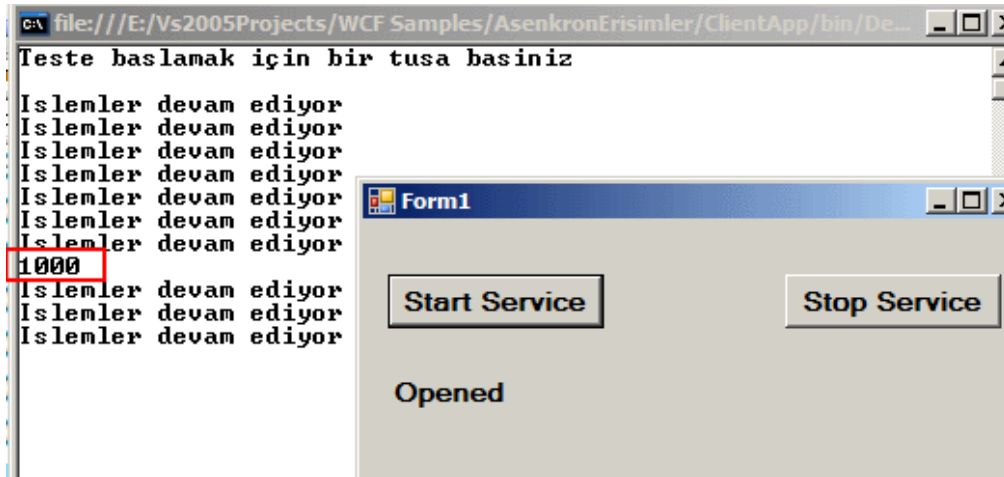 file:///E:/Vs2005Projects/WCF Samples/AsenkronErisimler/ClientApp/bin/De...
Teste baslamak için bir tusa basiniz
Islemler devam ediyor
Islemler devam ediyor
Islemler devam ediyor
Islemler devam ediyor
Islemler devam ediyor
Islemler devam ediyor
Islemler devam ediyor
1000
Islemler devam ediyor
Islemler devam ediyor
Islemler devam ediyor
Form1
Start Service
Stop Service
Opened